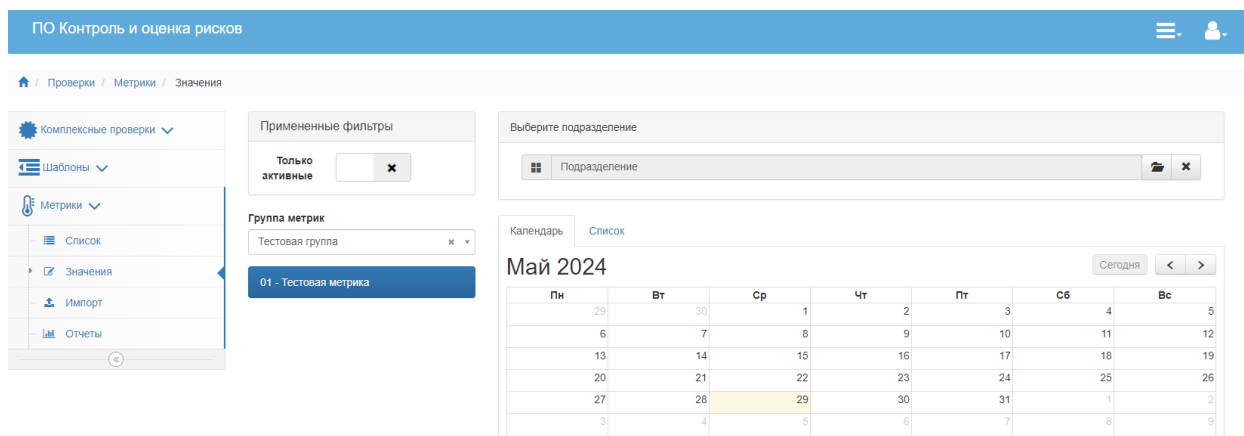 ПО Контроль и оценка рисков
/ Проверки / Метрики / Значения
Комплексные проверки
Шаблоны
Метрики
Список
Значения
Импорт
Отчеты
Примененные фильтры
Только
активные
Группа метрик
Тестовая группа
01 - Тестовая метрика
Выберите подразделение
Подразделение
Календарь Список
Май 2024
Сегодня
Пн Вт Ср Чт Пт Сб Вс
29 30 1 2 3 4 5
6 7 8 9 10 11 12
13 14 15 16 17 18 19
20 21 22 23 24 25 26
27 28 29 30 31 1 2
3 4 5 6 7 8 9